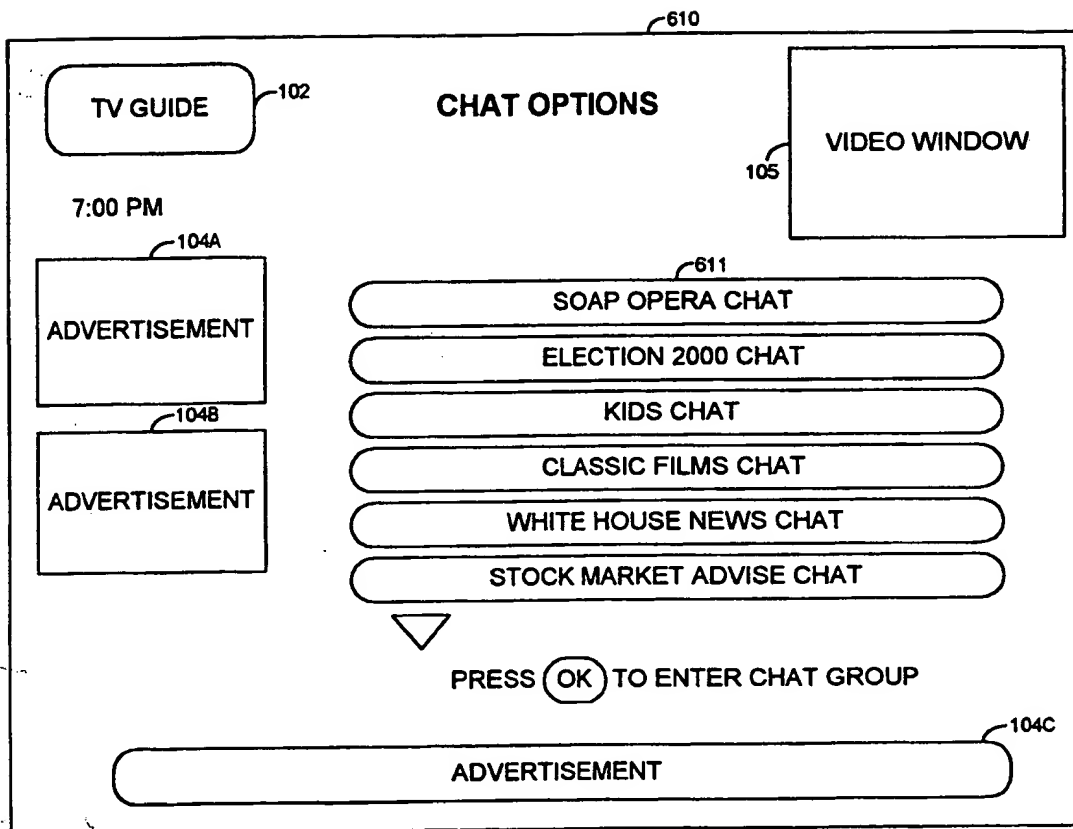 610
TV GUIDE
102
CHAT OPTIONS
VIDEO WINDOW
105
7:00 PM
104A
ADVERTISEMENT
104B
ADVERTISEMENT
611
SOAP OPERA CHAT
ELECTION 2000 CHAT
KIDS CHAT
CLASSIC FILMS CHAT
WHITE HOUSE NEWS CHAT
STOCK MARKET ADVISE CHAT
PRESS OK TO ENTER CHAT GROUP
104C
ADVERTISEMENT